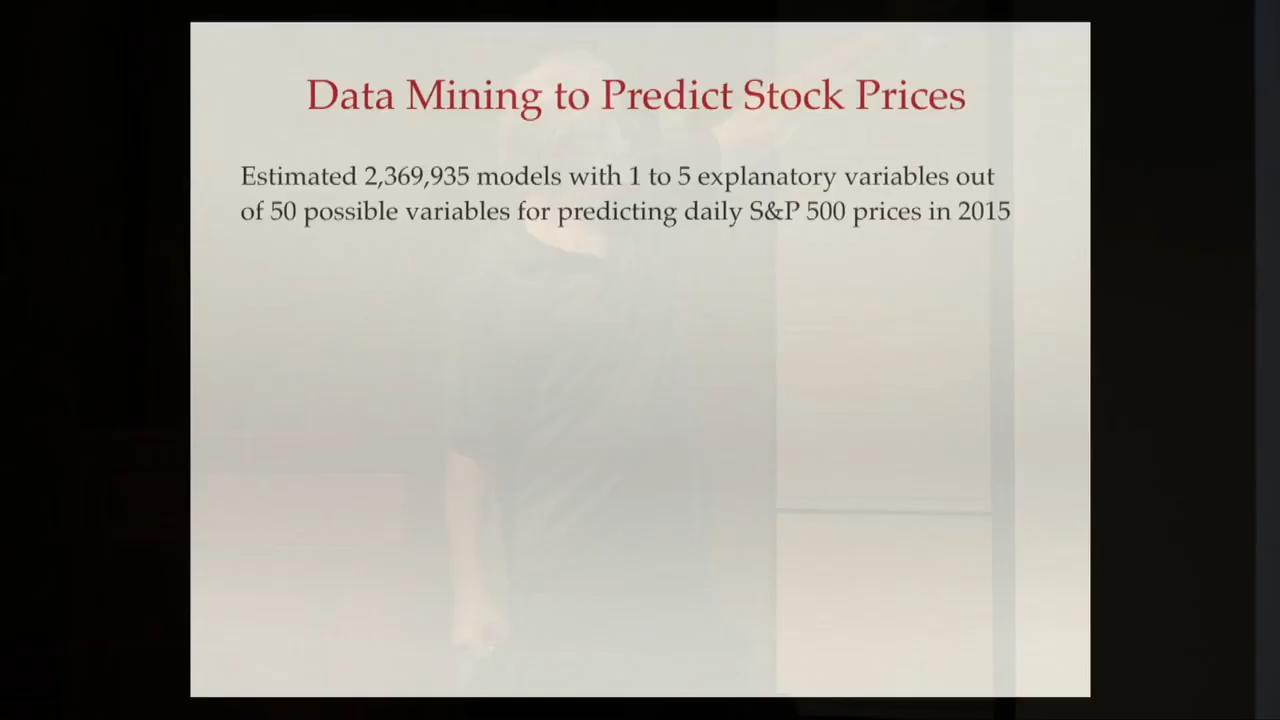 Data Mining to Predict Stock Prices
Estimated 2,369,935 models with 1 to 5 explanatory variables out
of 50 possible variables for predicting daily S&P 500 prices in 2015